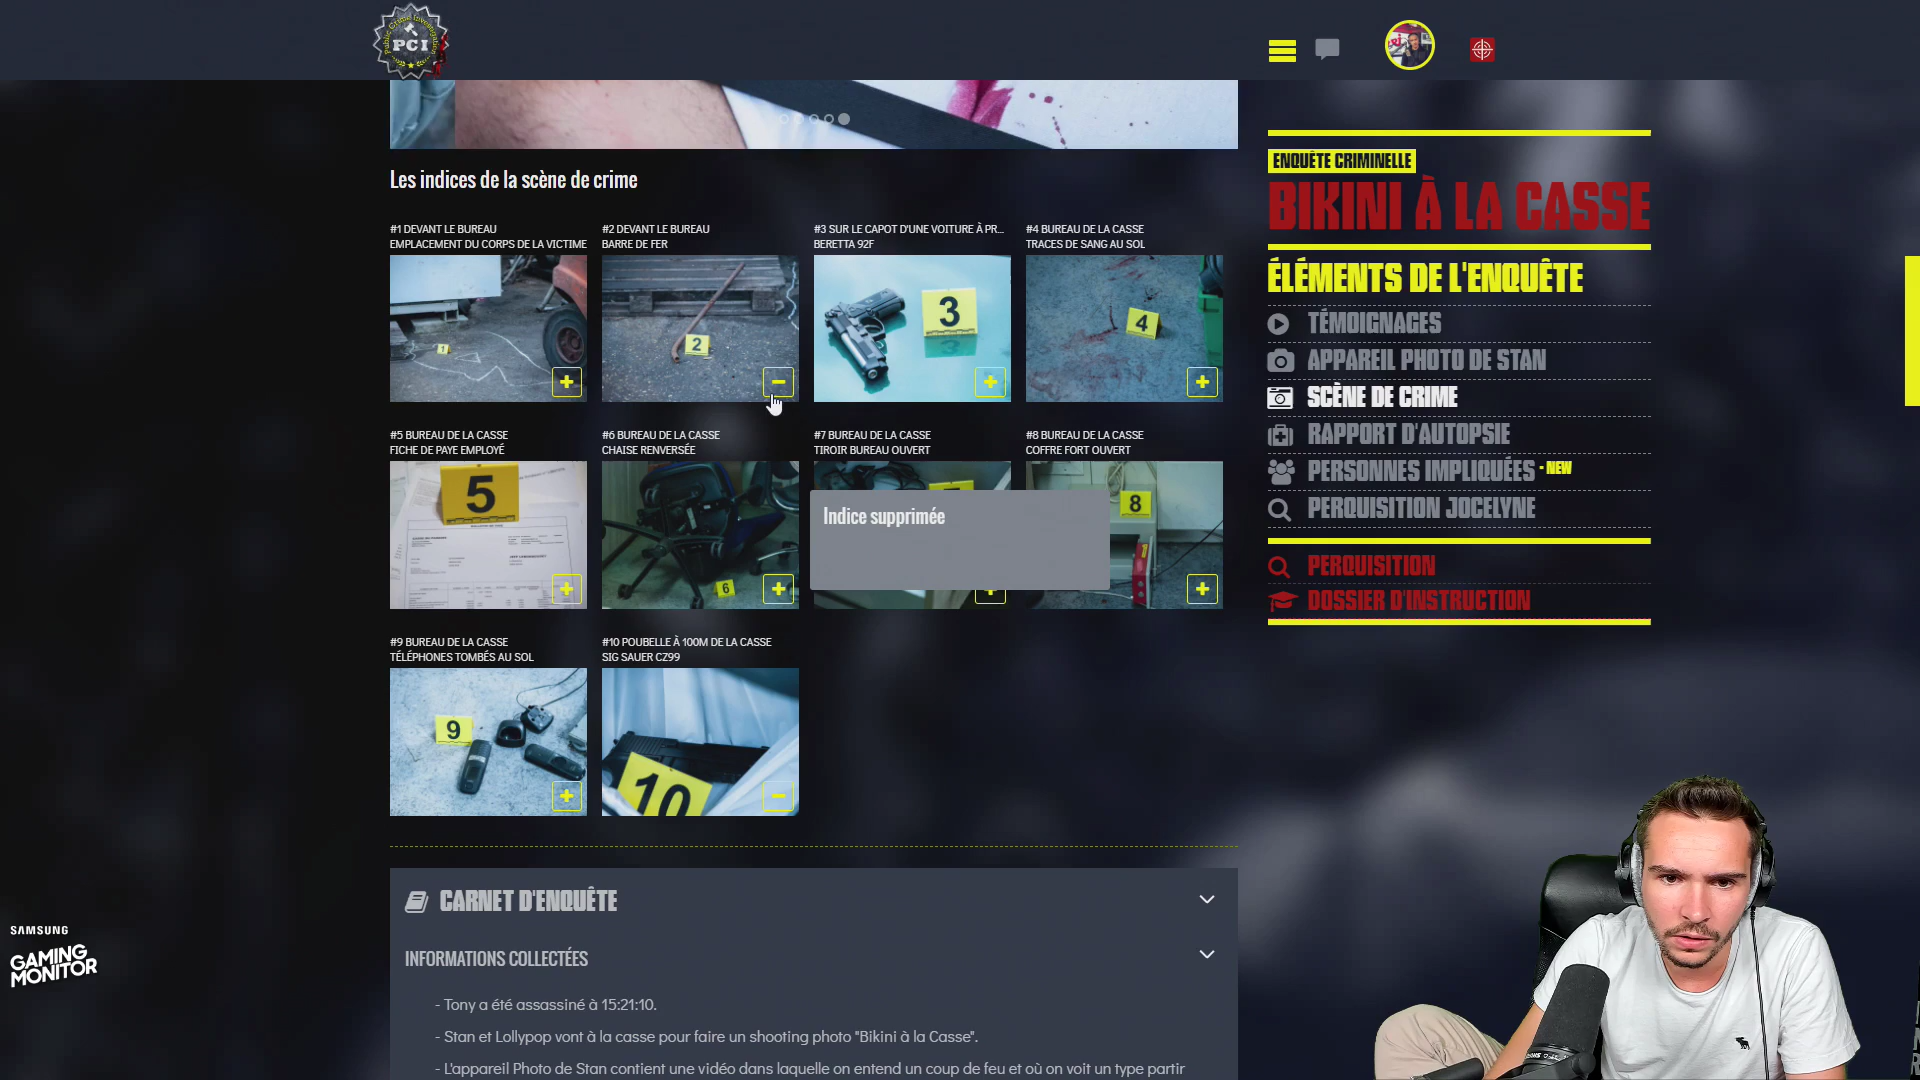 PCI
Les indices de la scène de crime
#1 DEVANT LE BUREAU
EMPLACEMENT DU CORPS DE LA VICTIME
#2 DEVANT LE BUREAU
BARRE DE FER
#3 SUR LE CAPOT D'UNE VOITURE À PR...
BERETTA 92F
#4 BUREAU DE LA CASSE
TRACES DE SANG AU SOL
1
2
3
4
#5 BUREAU DE LA CASSE
FICHE DE PAYE EMPLOYÉ
#6 BUREAU DE LA CASSE
CHAISE RENVERSÉE
#7 BUREAU DE LA CASSE
TIROIR BUREAU OUVERT
#8 BUREAU DE LA CASSE
COFFRE FORT OUVERT
5
6
8
Indice supprimée
#9 BUREAU DE LA CASSE
TÉLÉPHONES TOMBÉS AU SOL
#10 POUBELLE À 100M DE LA CASSE
SIG SAUER CZ99
9
10
CARNET D'ENQUÊTE
INFORMATIONS COLLECTÉES
- Tony a été assassiné à 15:21:10.
- Stan et Lollypop vont à la casse pour faire un shooting photo "Bikini à la Casse".
- L'appareil Photo de Stan contient une vidéo dans laquelle on entend un coup de feu et où on voit un type partir
ENQUÊTE CRIMINELLE
BIKINI À LA CASSE
ÉLÉMENTS DE L'ENQUÊTE
TÉMOIGNAGES
APPAREIL PHOTO DE STAN
SCÈNE DE CRIME
RAPPORT D'AUTOPSIE
PERSONNES IMPLIQUÉES - NEW
PERQUISITION JOCELYNE
PERQUISITION
DOSSIER D'INSTRUCTION
SAMSUNG
GAMING
MONITOR